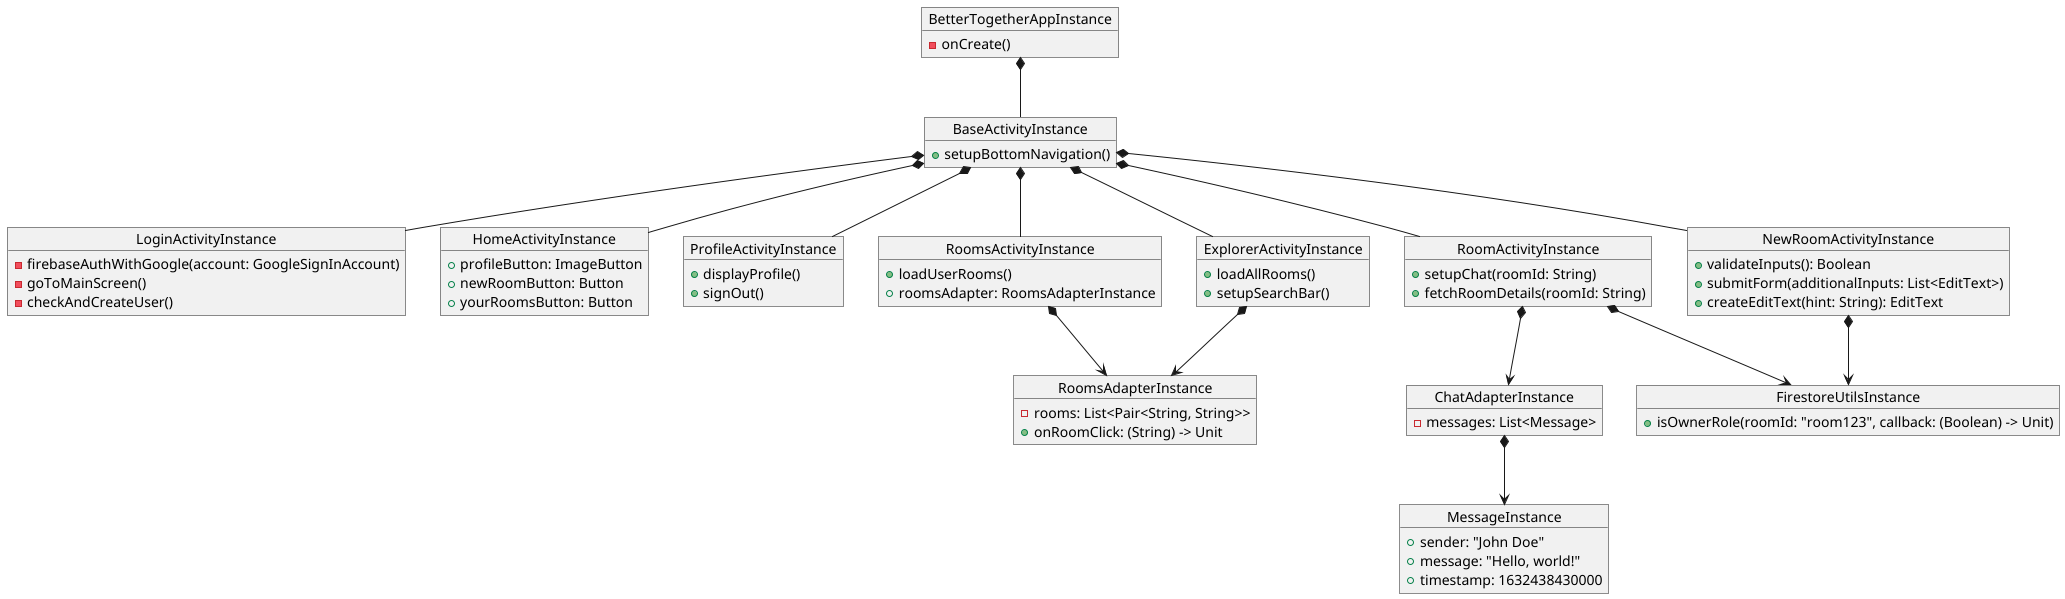 BetterTogetherAppInstance
onCreate()
BaseActivityInstance
setupBottomNavigation()
LoginActivityInstance
firebaseAuthWithGoogle(account: GoogleSignInAccount)
goToMainScreen()
checkAndCreateUser()
HomeActivityInstance
profileButton: ImageButton
newRoomButton: Button
yourRoomsButton: Button
ProfileActivityInstance
displayProfile()
signOut()
RoomsActivityInstance
loadUserRooms()
roomsAdapter: RoomsAdapterInstance
ExplorerActivityInstance
loadAllRooms()
setupSearchBar()
RoomActivityInstance
setupChat(roomId: String)
fetchRoomDetails(roomId: String)
NewRoomActivityInstance
validateInputs(): Boolean
submitForm(additionalInputs: List<EditText>)
createEditText(hint: String): EditText
RoomsAdapterInstance
rooms: List<Pair<String, String>>
onRoomClick: (String) -> Unit
ChatAdapterInstance
messages: List<Message>
FirestoreUtilsInstance
isOwnerRole(roomId: "room123", callback: (Boolean) -> Unit)
MessageInstance
sender: "John Doe"
message: "Hello, world!"
timestamp: 1632438430000